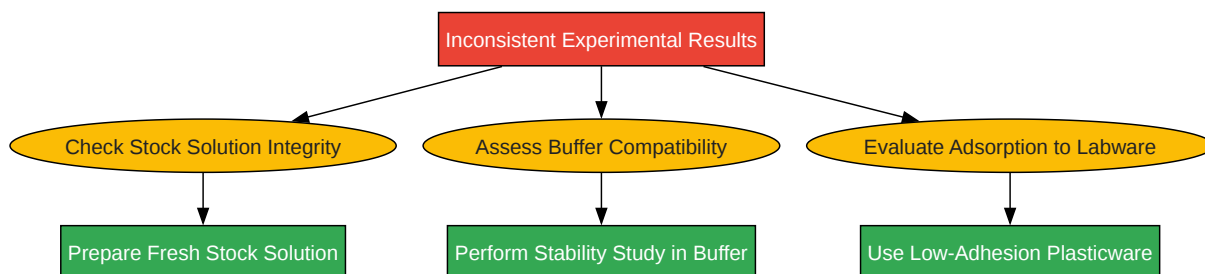 Inconsistent Experimental Results
Check Stock Solution Integrity
Assess Buffer Compatibility
Evaluate Adsorption to Labware
Prepare Fresh Stock Solution
Perform Stability Study in Buffer
Use Low-Adhesion Plasticware